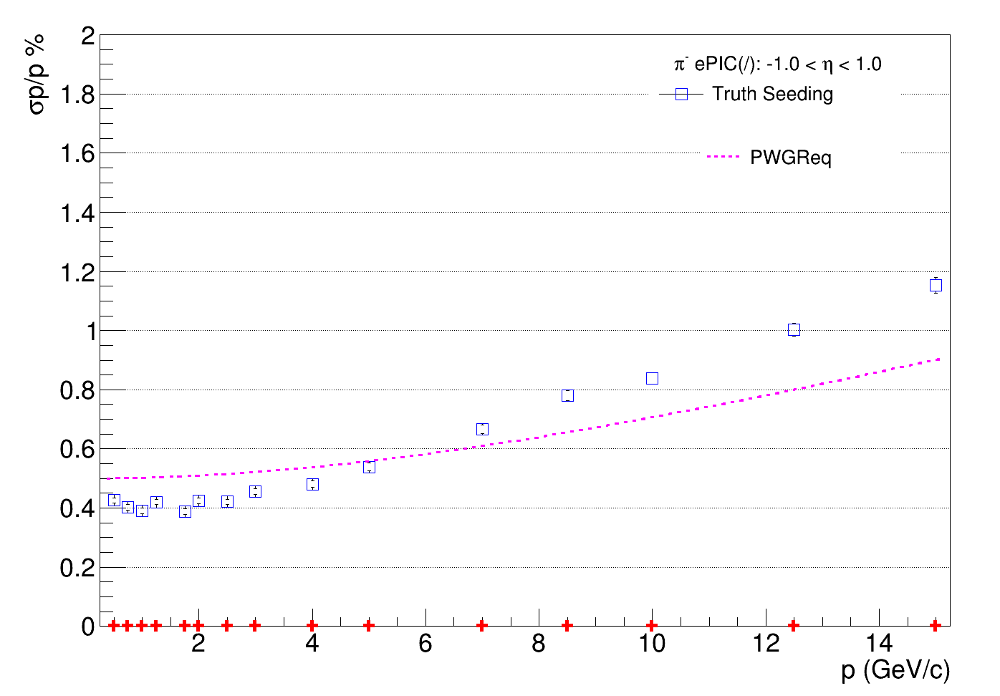 σp/p %
2
1.8
1.6
1.4
1.2
1
0.8
0.6
0.4
0.2
0
π- ePIC(/): -1.0 < η < 1.0
Truth Seeding
PWGReq
2 4 6 8 10 12 14
p (GeV/c)